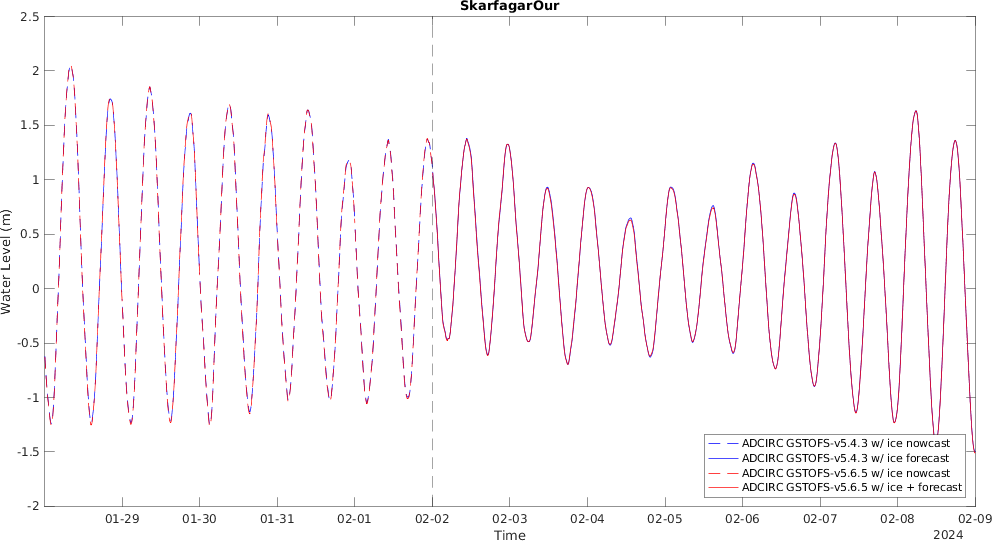 SkarfagarOur
2.5
2
1.5
1
0.5
0
-0.5
-1
-1.5
-2
Water Level (m)
ADCIRC GSTOFS-v5.4.3 w/ ice nowcast
ADCIRC GSTOFS-v5.4.3 w/ ice forecast
ADCIRC GSTOFS-v5.6.5 w/ ice nowcast
ADCIRC GSTOFS-v5.6.5 w/ ice + forecast
01-29 01-30 01-31 02-01 02-02 02-03 02-04 02-05 02-06 02-07 02-08 02-09
Time
2024